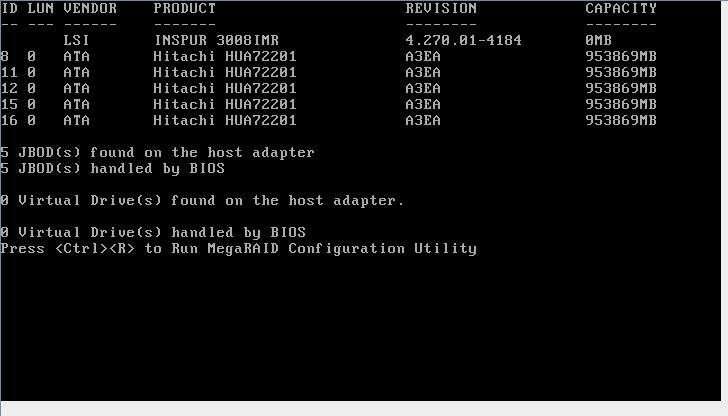 ID LUN VENDOR PRODUCT REVISION CAPACITY
-- --- ------ ------- -------- --------
LSI INSPUR 3008IMR 4.270.01-4184 0MB
8 0 ATA Hitachi HUA72201 A3EA 953869MB
11 0 ATA Hitachi HUA72201 A3EA 953869MB
12 0 ATA Hitachi HUA72201 A3EA 953869MB
15 0 ATA Hitachi HUA72201 A3EA 953869MB
16 0 ATA Hitachi HUA72201 A3EA 953869MB
5 JBOD(s) found on the host adapter
5 JBOD(s) handled by BIOS
0 Virtual Drive(s) found on the host adapter.
0 Virtual Drive(s) handled by BIOS
Press <Ctrl><R> to Run MegaRAID Configuration Utility